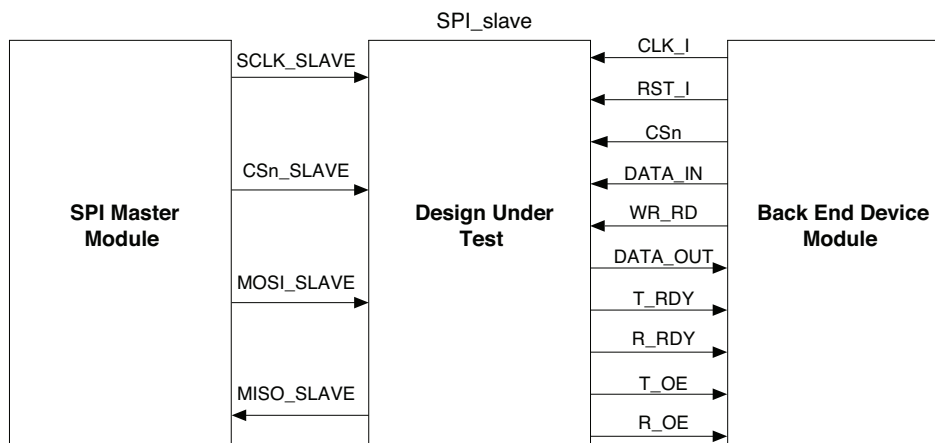 SPI_slave
SCLK_SLAVE
CSn_SLAVE
MOSI_SLAVE
MISO_SLAVE
SPI Master
Module
Design Under
Test
CLK_I
RST_I
CSn
DATA_IN
WR_RD
DATA_OUT
T_RDY
R_RDY
T_OE
R_OE
Back End Device
Module